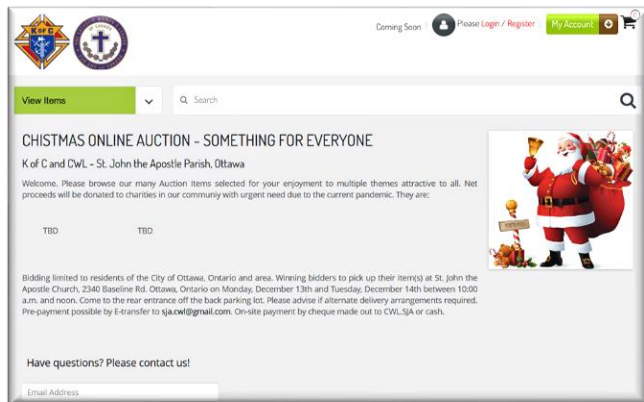 K of C
Coming Soon
Please Login / Register
My Account
0
View Items
Search
CHISTMAS ONLINE AUCTION - SOMETHING FOR EVERYONE
K of C and CWL - St. John the Apostle Parish, Ottawa
Welcome. Please browse our many Auction Items selected for your enjoyment to multiple themes attractive to all. Net
proceeds will be donated to charities in our communiy with urgent need due to the current pandemic. They are:
TBD TBD
Bidding limited to residents of the City of Ottawa, Ontario and area. Winning bidders to pick up their item(s) at St. John the
Apostle Church, 2340 Baseline Rd. Ottawa, Ontario on Monday, December 13th and Tuesday, December 14th between 10:00
a.m. and noon. Come to the rear entrance off the back parking lot. Please advise if alternate delivery arrangements required.
Pre-payment possible by E-transfer to sja.cwl@gmail.com. On-site payment by cheque made out to CWL.SJA or cash.
Have questions? Please contact us!
Email Address